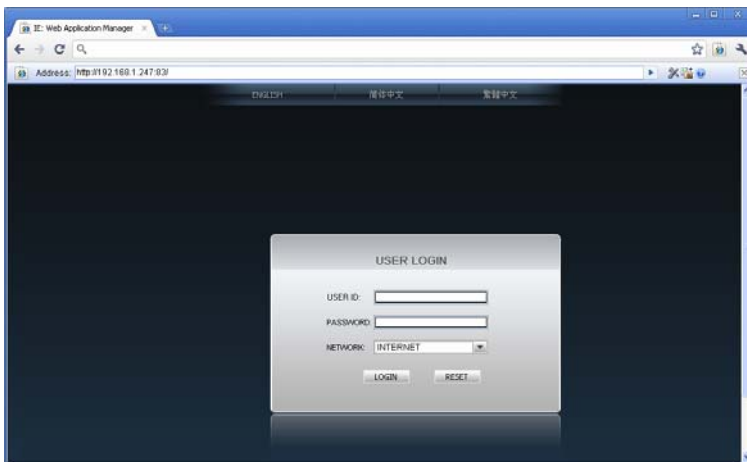 IE: Web Application Manager
Address: http://192.168.1.247:83/
ENGLISH 简体中文 繁體中文
USER LOGIN
USER ID:
PASSWORD:
NETWORK: INTERNET
LOGIN RESET